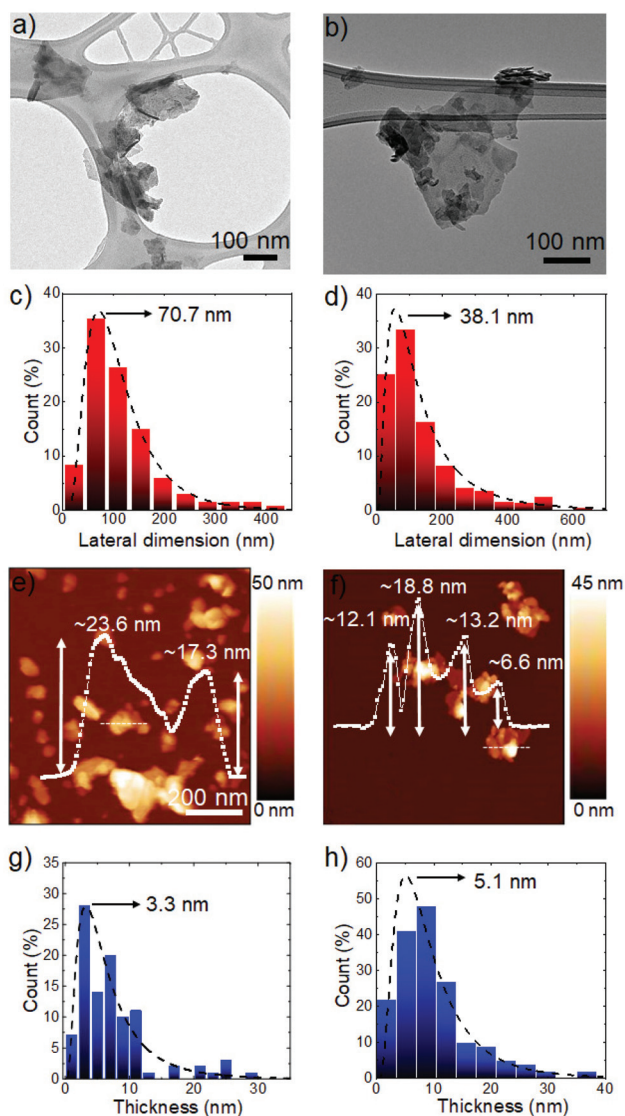 a)
b)
100 nm
100 nm
c)
d)
40
30
20
10
0
Count (%)
70.7 nm
0 100 200 300 400
Lateral dimension (nm)
40
30
20
10
0
Count (%)
38.1 nm
0 200 400 600
Lateral dimension (nm)
e)
50 nm
~23.6 nm
~17.3 nm
200 nm
0 nm
f)
45 nm
~18.8 nm
~12.1 nm
~13.2 nm
~6.6 nm
0 nm
g)
h)
35
30
25
20
15
10
5
0
Count (%)
3.3 nm
0 10 20 30
Thickness (nm)
60
50
40
30
20
10
0
Count (%)
5.1 nm
0 10 20 30 40
Thickness (nm)